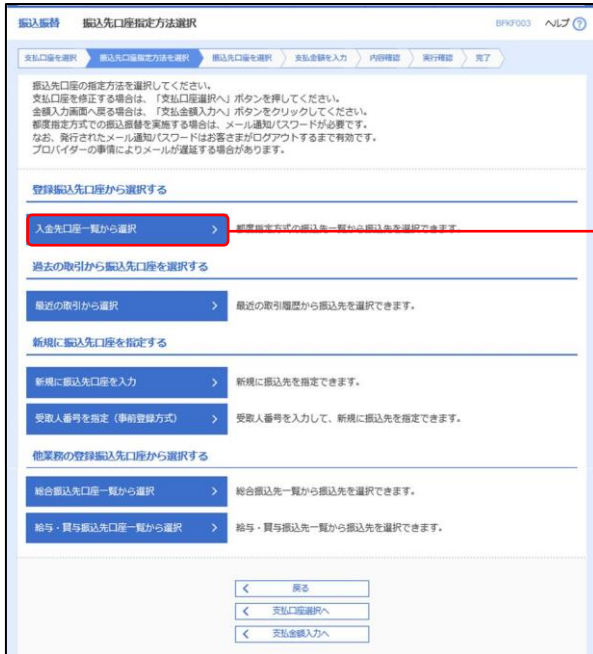 振込振替 振込先口座指定方法選択 BFKF003 ヘルプ ?
支払口座を選択 振込先口座指定方法を選択 振込先口座を選択 支払金額を入力 内容確認 実行確認 完了
振込先口座の指定方法を選択してください。
支払口座を修正する場合は、「支払口座選択へ」ボタンを押してください。
金額入力画面へ戻る場合は、「支払金額入力へ」ボタンをクリックしてください。
都度指定方式での振込振替を実施する場合は、メール通知パスワードが必要です。
なお、発行されたメール通知パスワードはお客さまがログアウトするまで有効です。
プロバイダーの事情によりメールが遅延する場合があります。
登録振込先口座から選択する
入金先口座一覧から選択 都度指定方式の振込先一覧から振込先を選択できます。
過去の取引から振込先口座を選択する
最近の取引から選択 最近の取引履歴から振込先を選択できます。
新規に振込先口座を指定する
新規に振込先口座を入力 新規に振込先を指定できます。
受取人番号を指定(事前登録方式) 受取人番号を入力して、新規に振込先を指定できます。
他業務の登録振込先口座から選択する
総合振込先口座一覧から選択 総合振込先一覧から振込先を選択できます。
給与・賞与振込先口座一覧から選択 給与・賞与振込先一覧から振込先を選択できます。
戻る
支払口座選択へ
支払金額入力へ